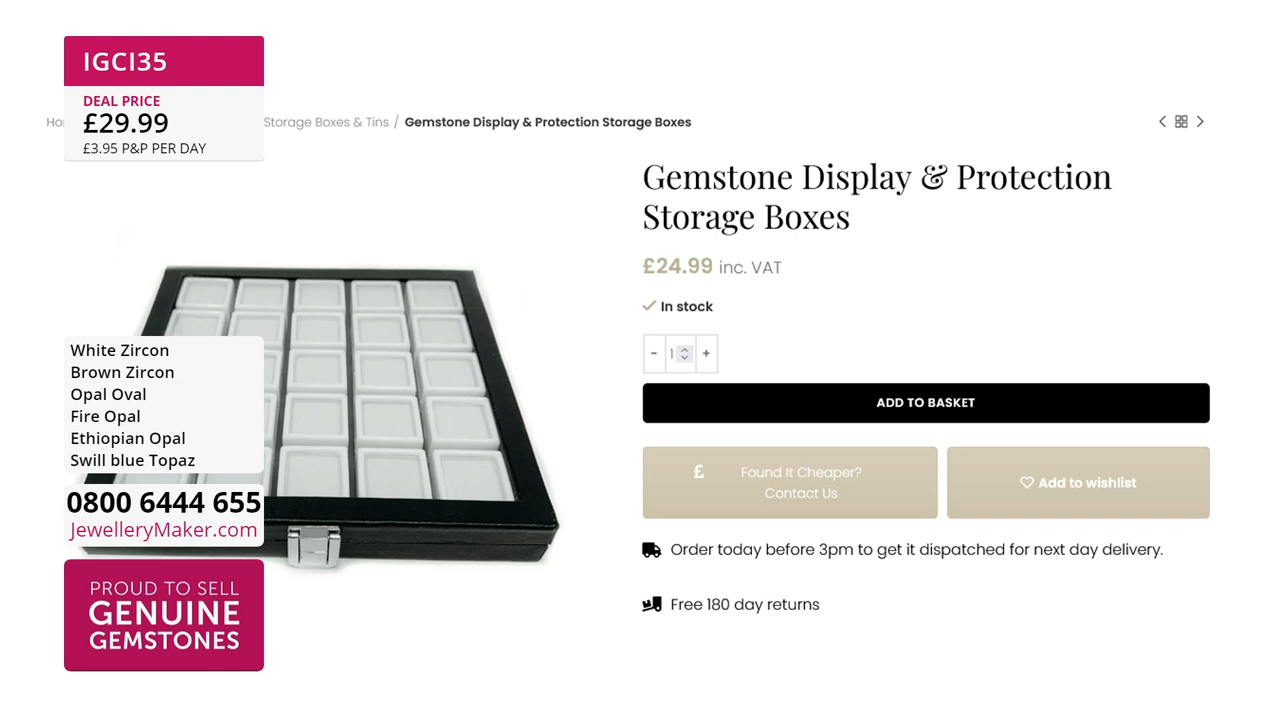 IGCI35
DEAL PRICE
£29.99
£3.95 P&P PER DAY
Storage Boxes & Tins / Gemstone Display & Protection Storage Boxes
Gemstone Display & Protection
Storage Boxes
£24.99 inc. VAT
In stock
- 1 +
ADD TO BASKET
£ Found It Cheaper?
Contact Us
Add to wishlist
Order today before 3pm to get it dispatched for next day delivery.
Free 180 day returns
White Zircon
Brown Zircon
Opal Oval
Fire Opal
Ethiopian Opal
Swill blue Topaz
0800 6444 655
JewelleryMaker.com
PROUD TO SELL
GENUINE
GEMSTONES